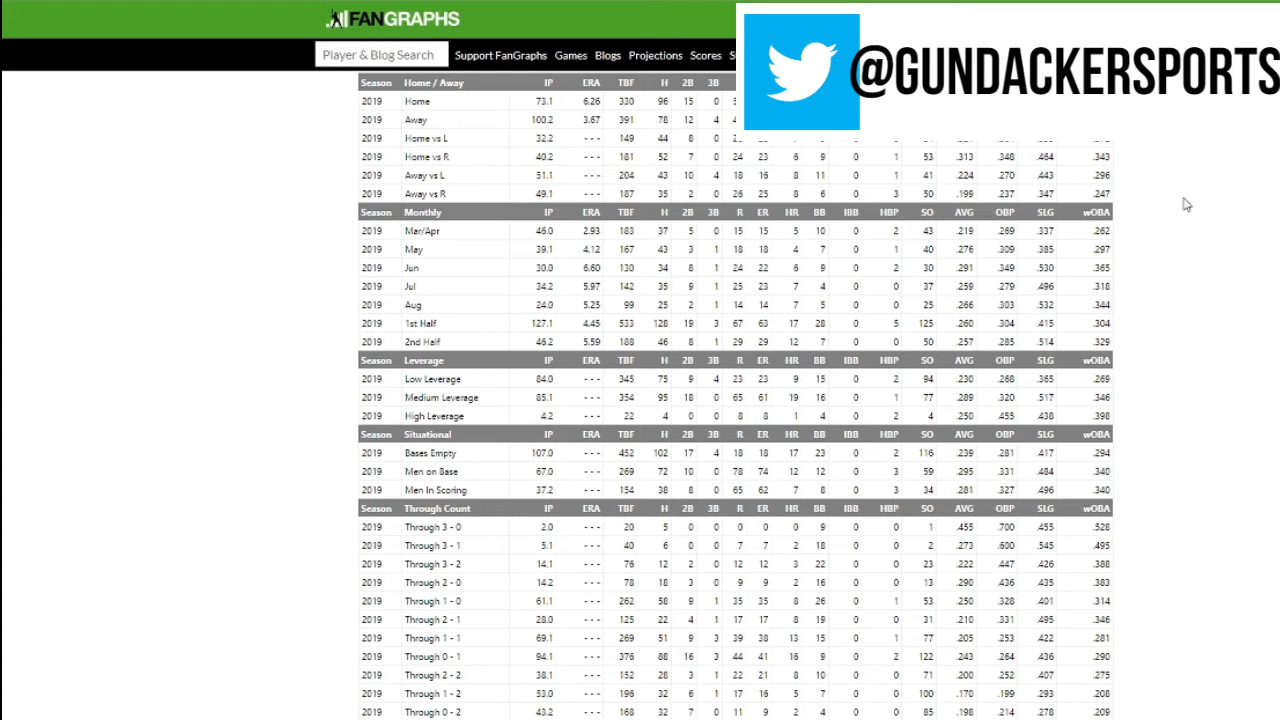 FANGRAPHS
Player & Blog Search Support FanGraphs Games Blogs Projections Scores
@GUNDACKERSPORTS
Season Home / Away IP ERA TBF H 2B 3B
2019 Home 73.1 6.26 330 96 15 0
2019 Away 100.2 3.67 391 78 12 4
2019 Home vs L 32.2 - - - 149 44 8 0
2019 Home vs R 40.2 - - - 181 52 7 0 24 23 6 9 0 1 53 .313 .348 .464 .343
2019 Away vs L 51.1 - - - 204 43 10 4 18 16 8 11 0 1 41 .224 .270 .443 .296
2019 Away vs R 49.1 - - - 187 35 2 0 26 25 8 6 0 3 50 .199 .237 .347 .247
Season Monthly IP ERA TBF H 2B 3B R ER HR BB IBB HBP SO AVG OBP SLG wOBA
2019 Mar/Apr 46.0 2.93 183 37 5 0 15 15 5 10 0 2 43 .219 .269 .337 .262
2019 May 39.1 4.12 167 43 3 1 18 18 4 7 0 1 40 .276 .309 .385 .297
2019 Jun 30.0 6.60 130 34 8 1 24 22 6 9 0 2 30 .291 .349 .530 .365
2019 Jul 34.2 5.97 142 35 9 1 25 23 7 4 0 0 37 .259 .279 .496 .318
2019 Aug 24.0 5.25 99 25 2 1 14 14 7 5 0 0 25 .266 .303 .532 .344
2019 1st Half 127.1 4.45 533 128 19 3 67 63 17 28 0 5 125 .260 .304 .415 .304
2019 2nd Half 46.2 5.59 188 46 8 1 29 29 12 7 0 0 50 .257 .285 .514 .329
Season Leverage IP ERA TBF H 2B 3B R ER HR BB IBB HBP SO AVG OBP SLG wOBA
2019 Low Leverage 84.0 - - - 345 75 9 4 23 23 9 15 0 2 94 .230 .268 .365 .269
2019 Medium Leverage 85.1 - - - 354 95 18 0 65 61 19 16 0 1 77 .289 .320 .517 .346
2019 High Leverage 4.2 - - - 22 4 0 0 8 8 1 4 0 2 4 .250 .455 .438 .398
Season Situational IP ERA TBF H 2B 3B R ER HR BB IBB HBP SO AVG OBP SLG wOBA
2019 Bases Empty 107.0 - - - 452 102 17 4 18 18 17 23 0 2 116 .239 .281 .417 .294
2019 Men on Base 67.0 - - - 269 72 10 0 78 74 12 12 0 3 59 .295 .331 .484 .340
2019 Men In Scoring 37.2 - - - 154 38 8 0 65 62 7 8 0 3 34 .281 .327 .496 .340
Season Through Count IP ERA TBF H 2B 3B R ER HR BB IBB HBP SO AVG OBP SLG wOBA
2019 Through 3 - 0 2.0 - - - 20 5 0 0 0 0 0 9 0 0 1 .455 .700 .455 .528
2019 Through 3 - 1 5.1 - - - 40 6 0 0 7 7 2 18 0 0 2 .273 .600 .545 .495
2019 Through 3 - 2 14.1 - - - 76 12 2 0 12 12 3 22 0 0 23 .222 .447 .426 .388
2019 Through 2 - 0 14.2 - - - 78 18 3 0 9 9 2 16 0 0 13 .290 .436 .435 .383
2019 Through 1 - 0 61.1 - - - 262 58 9 1 35 35 8 26 0 1 53 .250 .328 .401 .314
2019 Through 2 - 1 28.0 - - - 125 22 4 1 17 17 8 19 0 0 31 .210 .331 .495 .346
2019 Through 1 - 1 69.1 - - - 269 51 9 3 39 38 13 15 0 1 77 .205 .253 .422 .281
2019 Through 0 - 1 94.1 - - - 376 88 16 3 44 41 16 9 0 2 122 .243 .264 .436 .290
2019 Through 2 - 2 38.1 - - - 152 28 3 1 22 21 8 10 0 0 71 .200 .252 .407 .275
2019 Through 1 - 2 53.0 - - - 196 32 6 1 17 16 5 7 0 0 100 .170 .199 .293 .208
2019 Through 0 - 2 43.2 - - - 168 32 7 0 11 9 2 4 0 0 85 .198 .214 .278 .209